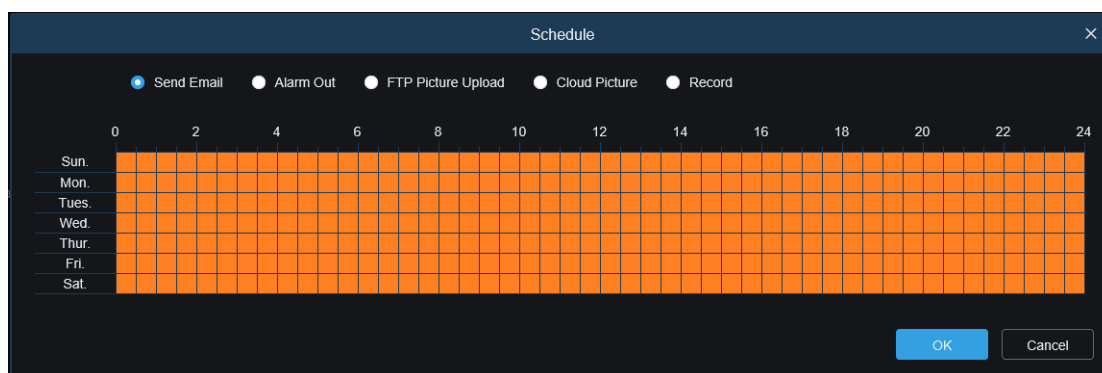 Schedule
Send Email Alarm Out FTP Picture Upload Cloud Picture Record
0 2 4 6 8 10 12 14 16 18 20 22 24
Sun.
Mon.
Tues.
Wed.
Thur.
Fri.
Sat.
OK Cancel